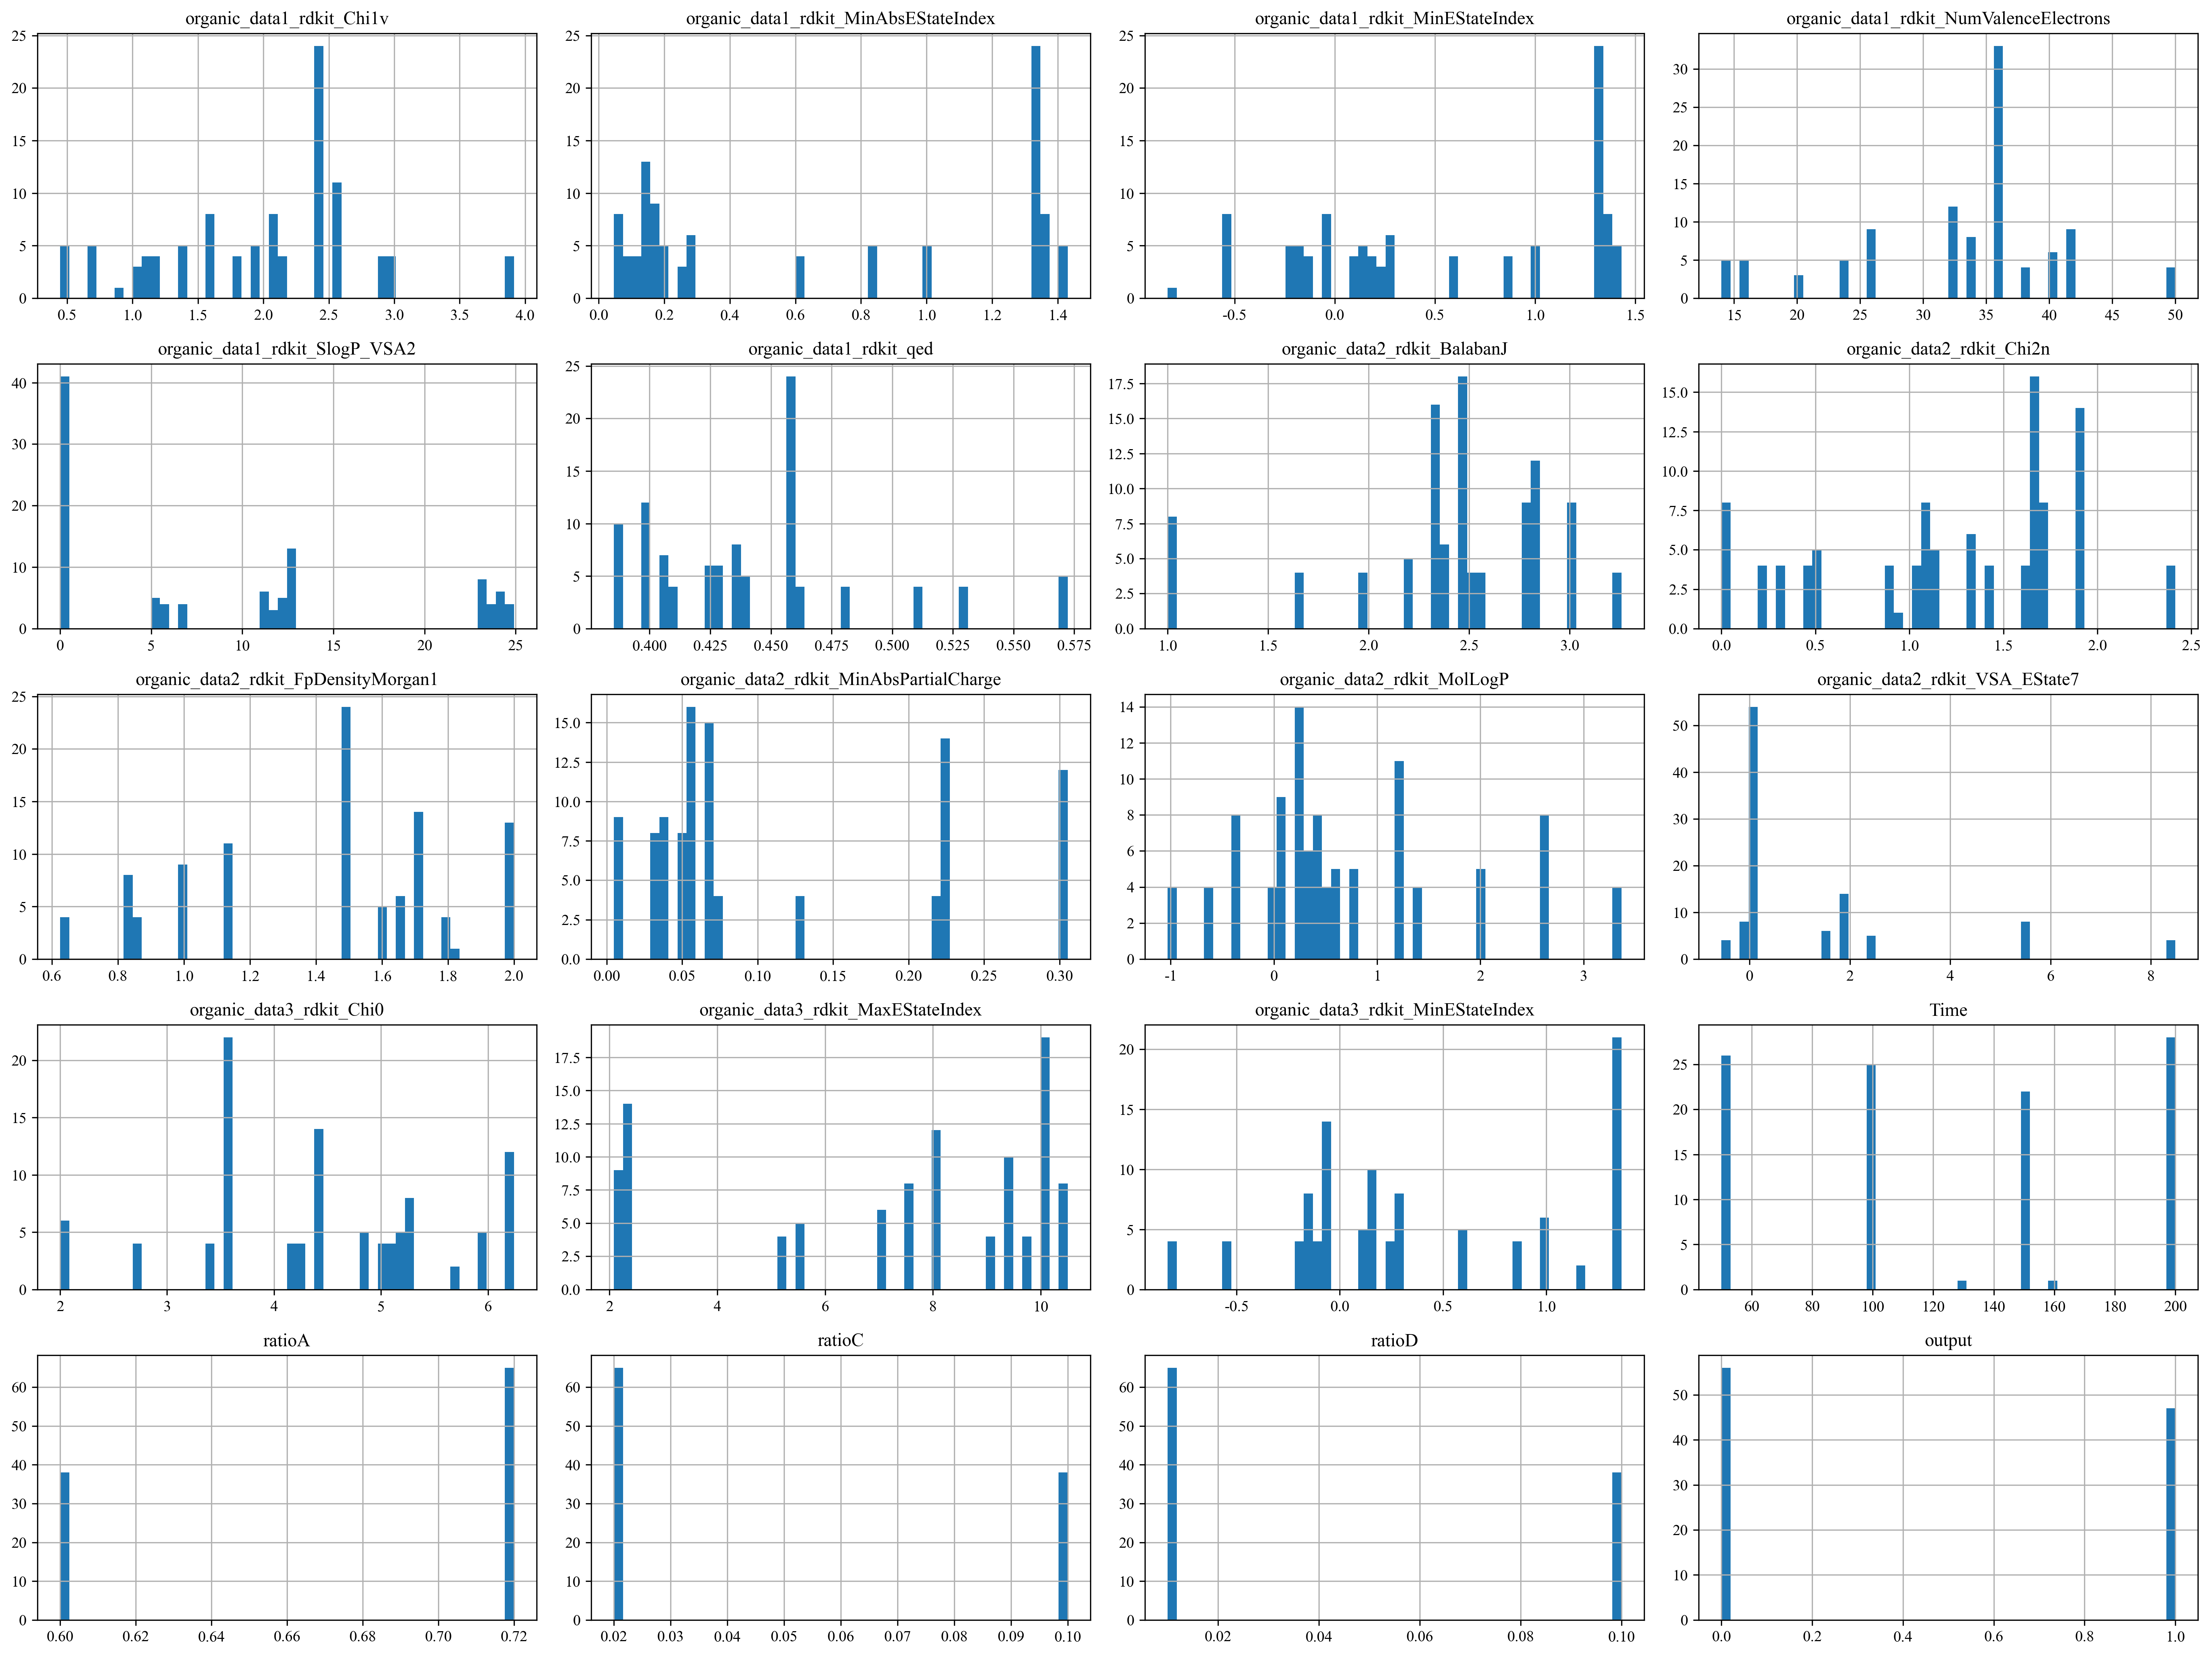 organic_data1_rdkit_Chi1v organic_data1_rdkit_MinAbsEStateIndex organic_data1_rdkit_MinEStateIndex organic_data1_rdkit_NumValenceElectrons
25 25 25
30
20 20 20
25
15 15 15 20
15
10 10 10
10
5 5 5
5
0 0 0 0
0.5 1.0 1.5 2.0 2.5 3.0 3.5 4.0 0.0 0.2 0.4 0.6 0.8 1.0 1.2 1.4 -0.5 0.0 0.5 1.0 1.5 15 20 25 30 35 40 45 50
organic_data1_rdkit_SlogP_VSA2 organic_data1_rdkit_qed organic_data2_rdkit_BalabanJ organic_data2_rdkit_Chi2n
40 25 17.5 15.0
15.0
20 12.5
30 12.5
10.0
15 10.0
20 7.5
7.5
10
5.0 5.0
10
5
2.5 2.5
0 0 0.0 0.0
0 5 10 15 20 25 0.400 0.425 0.450 0.475 0.500 0.525 0.550 0.575 1.0 1.5 2.0 2.5 3.0 0.0 0.5 1.0 1.5 2.0 2.5
organic_data2_rdkit_FpDensityMorgan1 organic_data2_rdkit_MinAbsPartialCharge organic_data2_rdkit_MolLogP organic_data2_rdkit_VSA_EState7
25 14
15.0 50
20 12
12.5
10 40
15 10.0 8 30
7.5 6
10
20
5.0 4
5
2.5 2 10
0 0.0 0 0
0.6 0.8 1.0 1.2 1.4 1.6 1.8 2.0 0.00 0.05 0.10 0.15 0.20 0.25 0.30 -1 0 1 2 3 0 2 4 6 8
organic_data3_rdkit_Chi0 organic_data3_rdkit_MaxEStateIndex organic_data3_rdkit_MinEStateIndex Time
20 17.5 20 25
15.0
20
15 12.5 15
10.0 15
10
7.5 10
10
5.0
5 5 5
2.5
0 0.0 0 0
2 3 4 5 6 2 4 6 8 10 -0.5 0.0 0.5 1.0 60 80 100 120 140 160 180 200
ratioA ratioC ratioD output
60 60 60
50
50 50 50
40
40 40 40
30
30 30 30
20
20 20 20
10 10 10 10
0 0 0 0
0.60 0.62 0.64 0.66 0.68 0.70 0.72 0.02 0.03 0.04 0.05 0.06 0.07 0.08 0.09 0.10 0.02 0.04 0.06 0.08 0.10 0.0 0.2 0.4 0.6 0.8 1.0